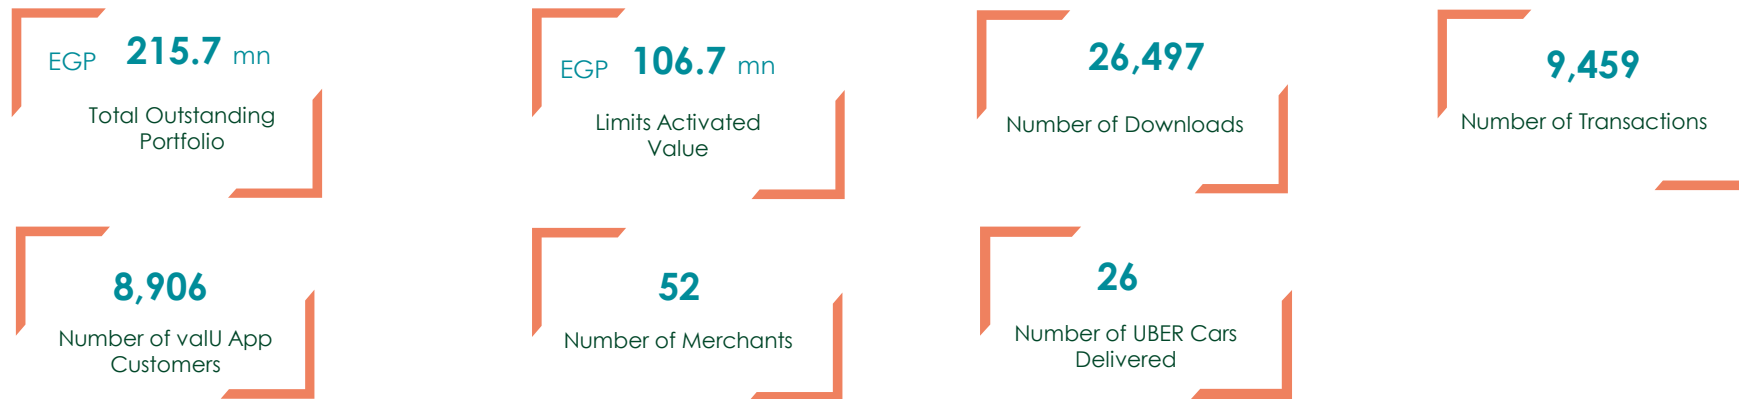 EGP 215.7 mn
Total Outstanding
Portfolio
EGP 106.7 mn
Limits Activated
Value
26,497
Number of Downloads
9,459
Number of Transactions
8,906
Number of valU App
Customers
52
Number of Merchants
26
Number of UBER Cars
Delivered